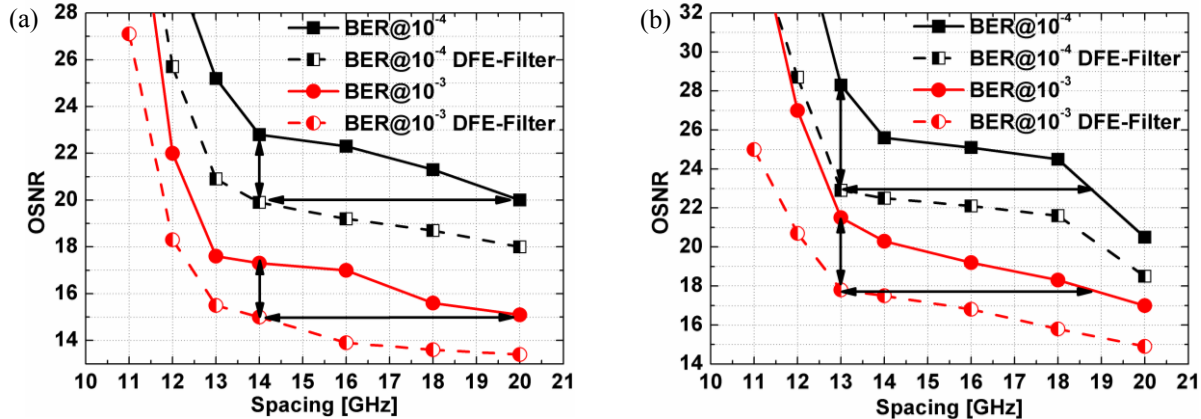 (a)
28
26
24
22
20
18
16
14
OSNR
BER@10⁻⁴
BER@10⁻⁴ DFE-Filter
BER@10⁻³
BER@10⁻³ DFE-Filter
10 11 12 13 14 15 16 17 18 19 20 21
Spacing [GHz]
(b)
32
30
28
26
24
22
20
18
16
14
OSNR
BER@10⁻⁴
BER@10⁻⁴ DFE-Filter
BER@10⁻³
BER@10⁻³ DFE-Filter
10 11 12 13 14 15 16 17 18 19 20 21
Spacing [GHz]